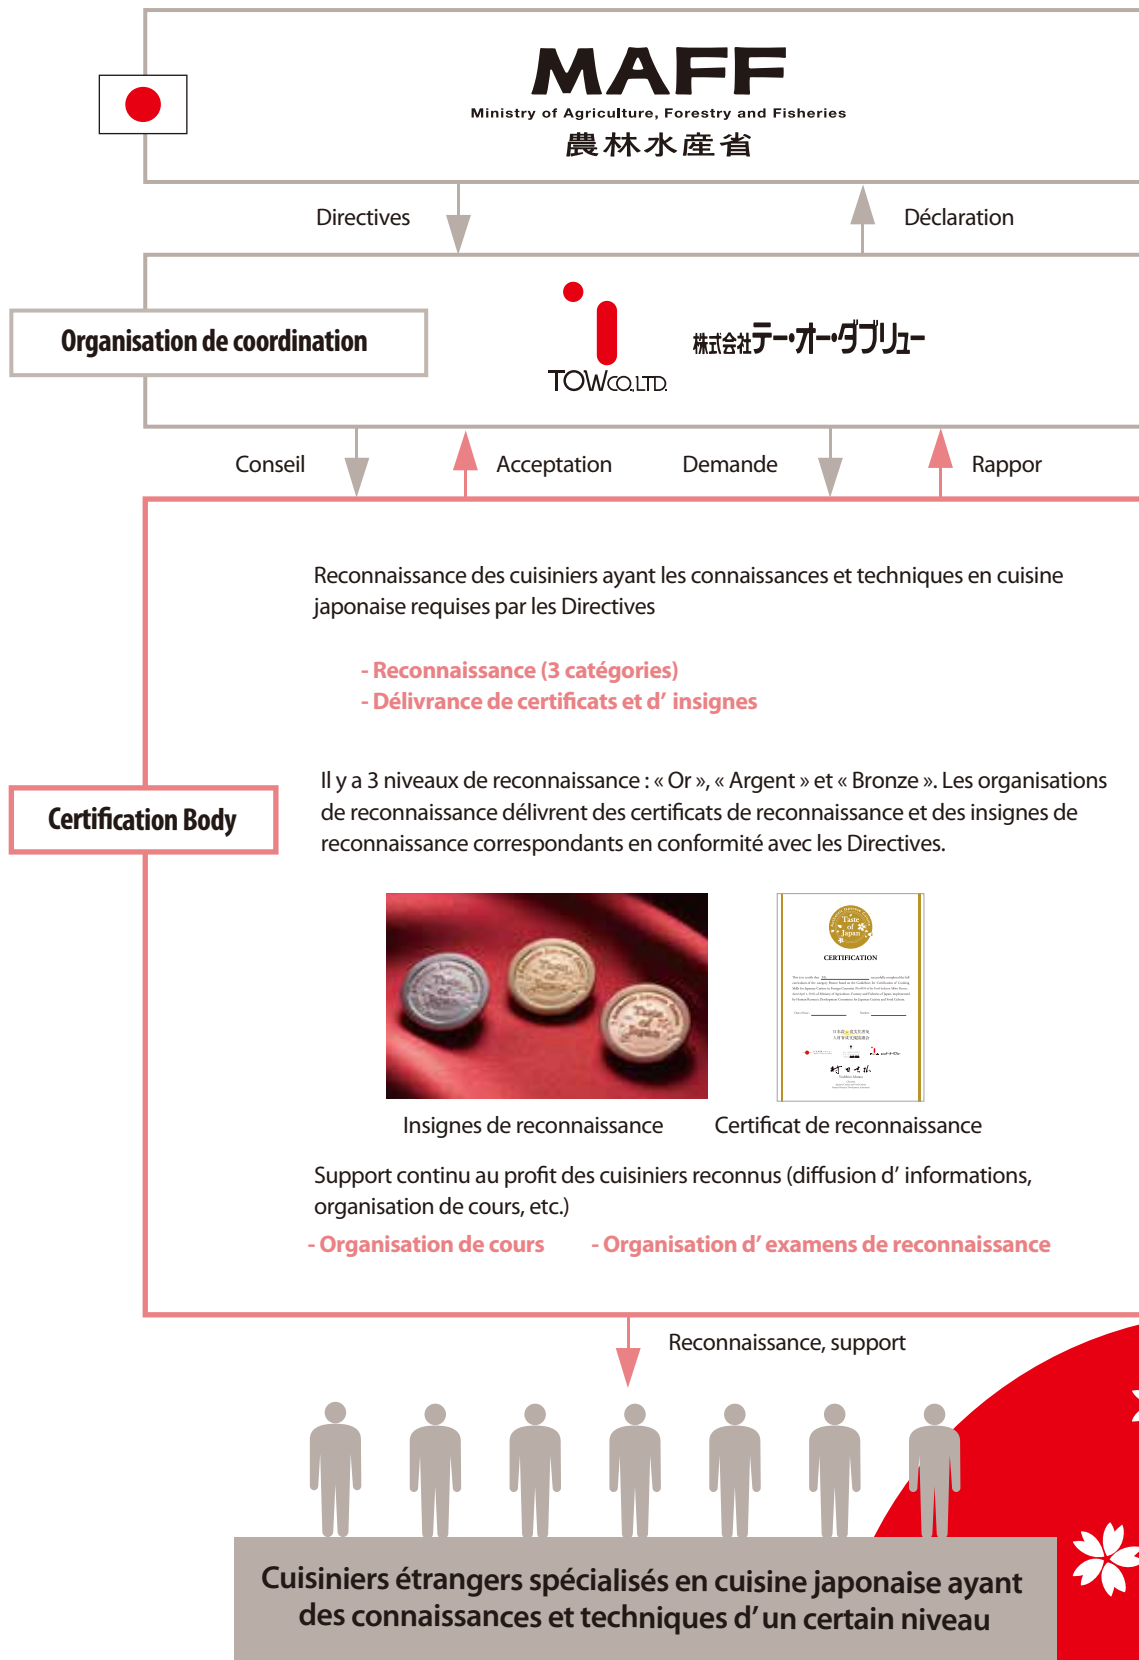 MAFF
Ministry of Agriculture, Forestry and Fisheries
農林水産省
Directives
Déclaration
Organisation de coordination
TOW CO.,LTD.
株式会社テー・オー・ダブリュー
Conseil
Acceptation
Demande
Rappor
Reconnaissance des cuisiniers ayant les connaissances et techniques en cuisine
japonaise requises par les Directives
- Reconnaissance (3 catégories)
- Délivrance de certificats et d’ insignes
Certification Body
Il y a 3 niveaux de reconnaissance : « Or », « Argent » et « Bronze ». Les organisations
de reconnaissance délivrent des certificats de reconnaissance et des insignes de
reconnaissance correspondants en conformité avec les Directives.
Taste
of
Japan
Taste
of
Japan
CERTIFICATION
Insignes de reconnaissance
Certificat de reconnaissance
Support continu au profit des cuisiniers reconnus (diffusion d’ informations,
organisation de cours, etc.)
- Organisation de cours
- Organisation d’ examens de reconnaissance
Reconnaissance, support
Cuisiniers étrangers spécialisés en cuisine japonaise ayant
des connaissances et techniques d’ un certain niveau